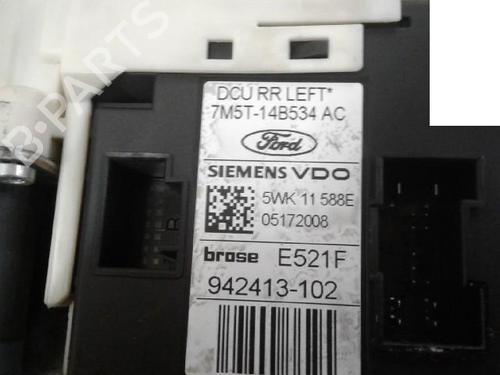 DCU RR LEFT*
7M5T-14B534 AC
Ford
SIEMENS VDO
5WK 11 588E
05172008
brose E521F
942413-102
B-PARTS